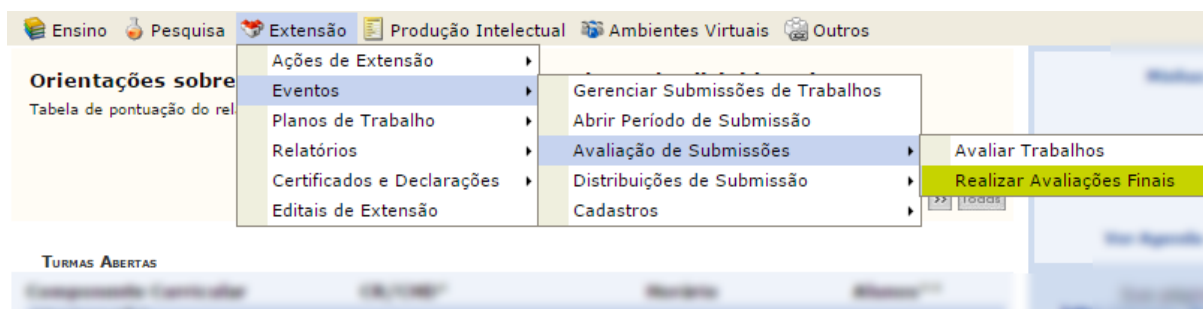 Ensino Pesquisa Extensão Produção Intelectual Ambientes Virtuais Outros
Orientações sobre
Tabela de pontuação do rel
Ações de Extensão
Eventos
Planos de Trabalho
Relatórios
Certificados e Declarações
Editais de Extensão
Gerenciar Submissões de Trabalhos
Abrir Período de Submissão
Avaliação de Submissões
Distribuições de Submissão
Cadastros
Avaliar Trabalhos
Realizar Avaliações Finais
>> Todas
Turmas Abertas